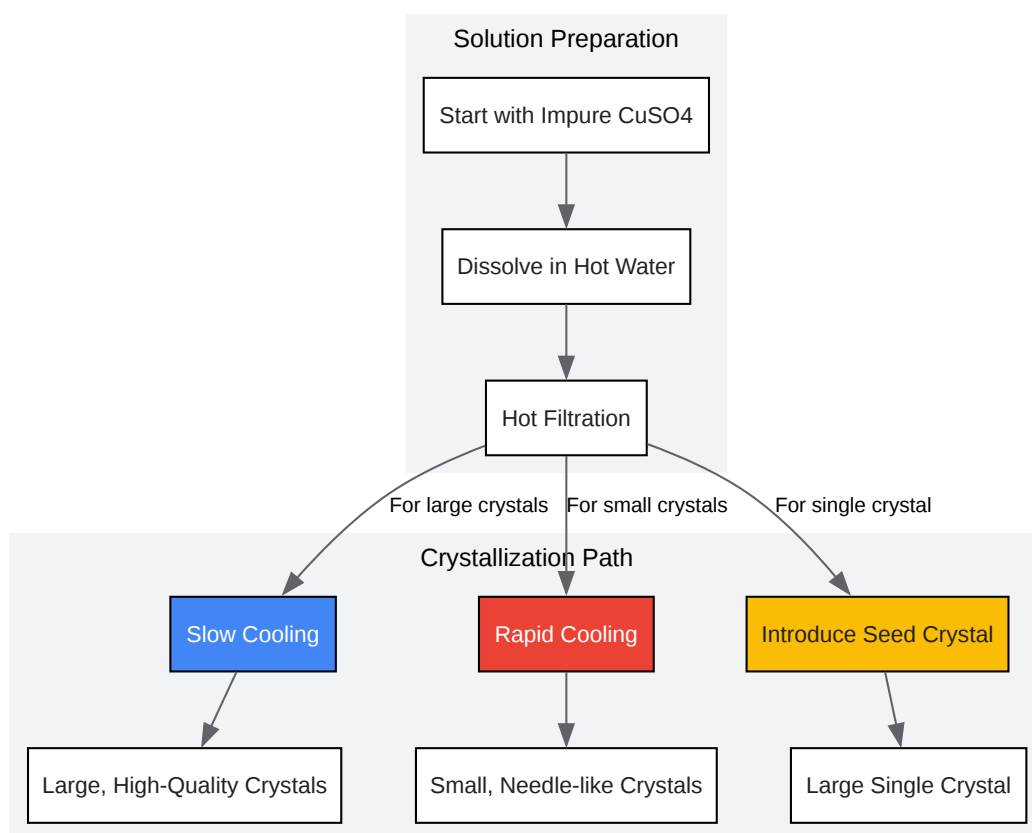 Solution Preparation
Start with Impure CuSO4
Dissolve in Hot Water
Hot Filtration
For large crystals
For small crystals
For single crystal
Crystallization Path
Slow Cooling
Rapid Cooling
Introduce Seed Crystal
Large, High-Quality Crystals
Small, Needle-like Crystals
Large Single Crystal